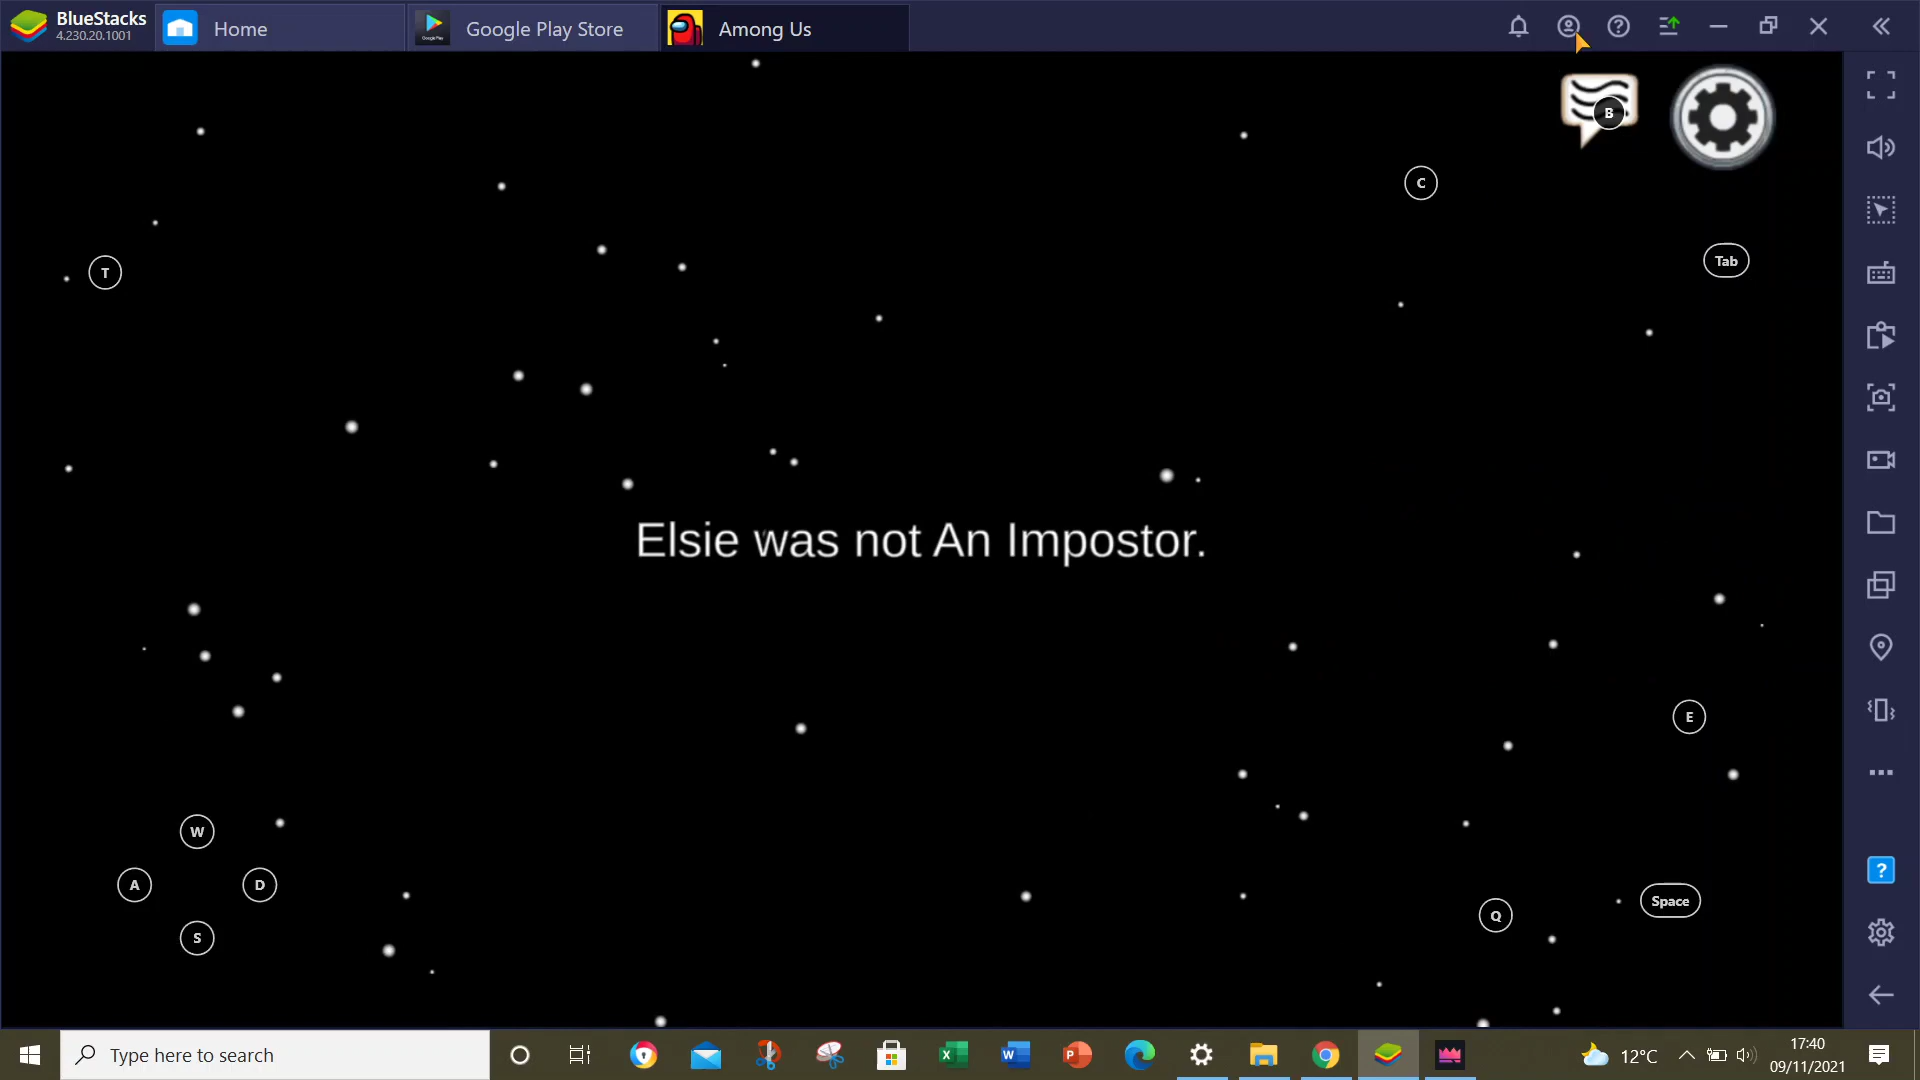 BlueStacks
4.230.20.1001
Home
Google Play Store
Among Us
B
C
T
Tab
Elsie was not An Impostor.
E
W
A
D
S
Q
Space
Type here to search
12°C
17:40
09/11/2021